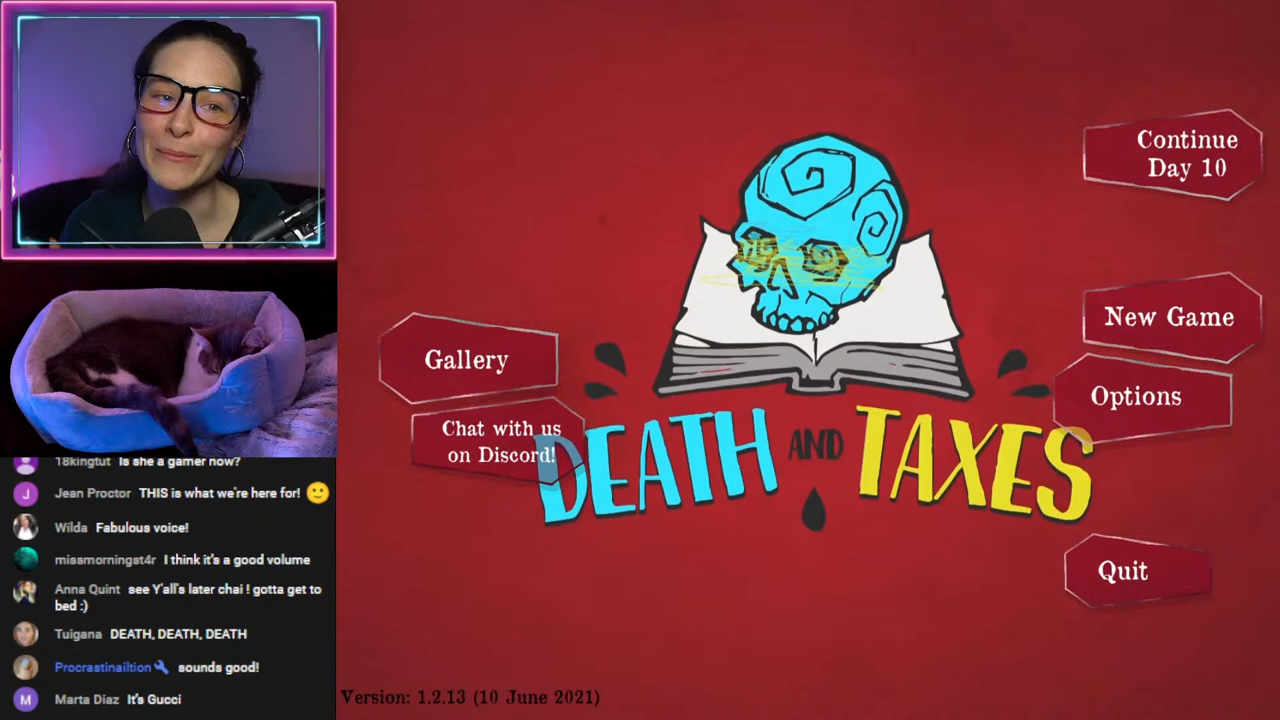 Continue
Day 10
New Game
Gallery
Options
Chat with us
on Discord!
DEATH AND TAXES
Quit
Version: 1.2.13 (10 June 2021)
18kingtut Is she a gamer now?
Jean Proctor THIS is what we're here for! 🙂
Wilda Fabulous voice!
missmorningst4r I think it's a good volume
Anna Quint see Y'all's later chai ! gotta get to
bed :)
Tuigana DEATH, DEATH, DEATH
Procrastinailtion sounds good!
Marta Diaz It's Gucci